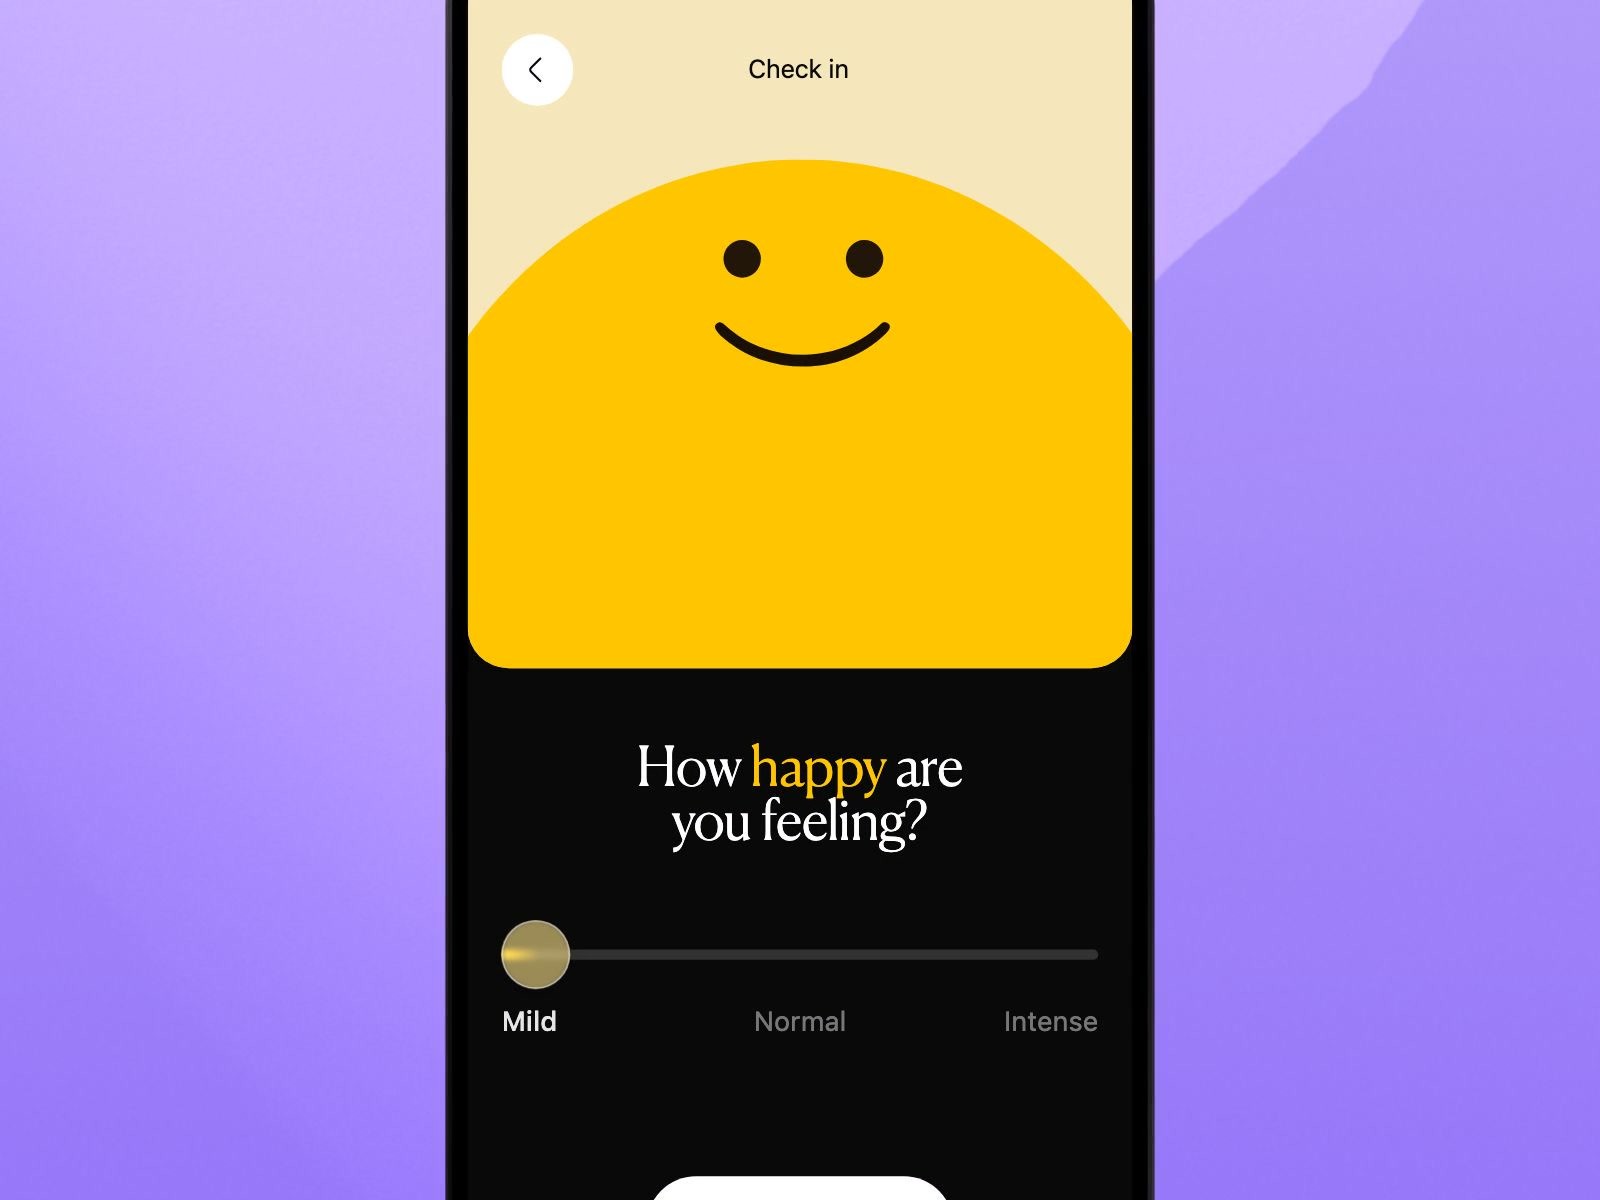 Check in
How happy are
you feeling?
Mild
Normal
Intense